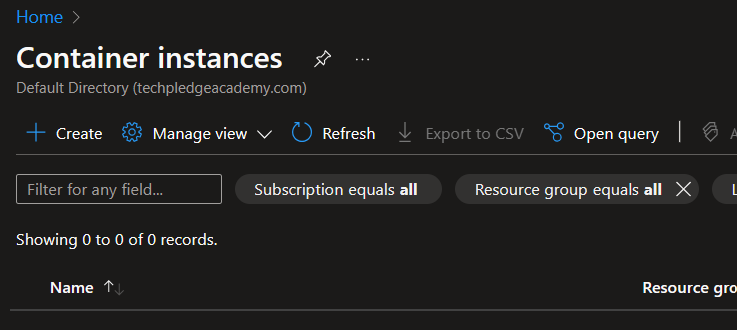 Home
Container instances ...
Default Directory (techpledgeacademy.com)
Create Manage view Refresh Export to CSV Open query
Filter for any field... Subscription equals all Resource group equals all
Showing 0 to 0 of 0 records.
Name Resource gro